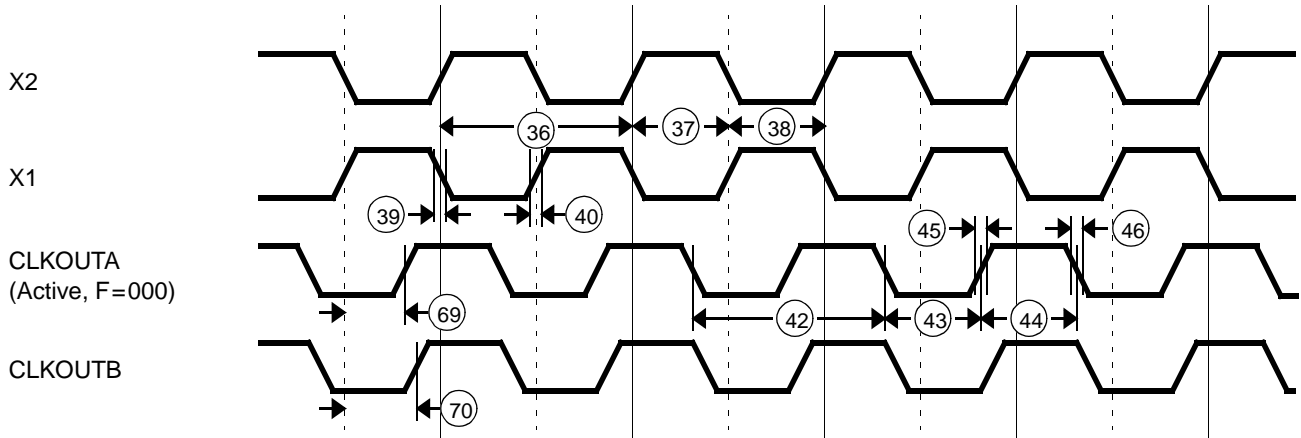 X2
36
37
38
X1
39
40
45
46
CLKOUTA
(Active, F=000)
69
42
43
44
CLKOUTB
70